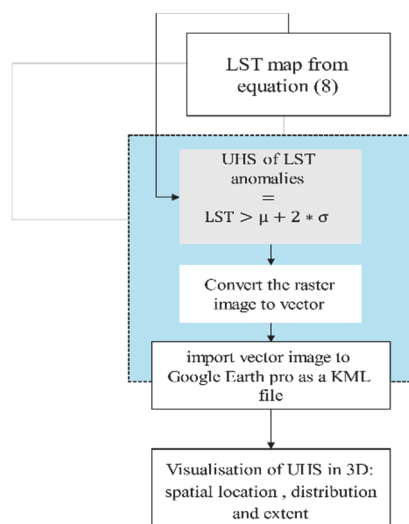 LST map from
equation (8)
UHS of LST
anomalies
=
LST > μ + 2 * σ
Convert the raster
image to vector
import vector image to
Google Earth pro as a KML
file
Visualisation of UHS in 3D:
spatial location , distribution
and extent